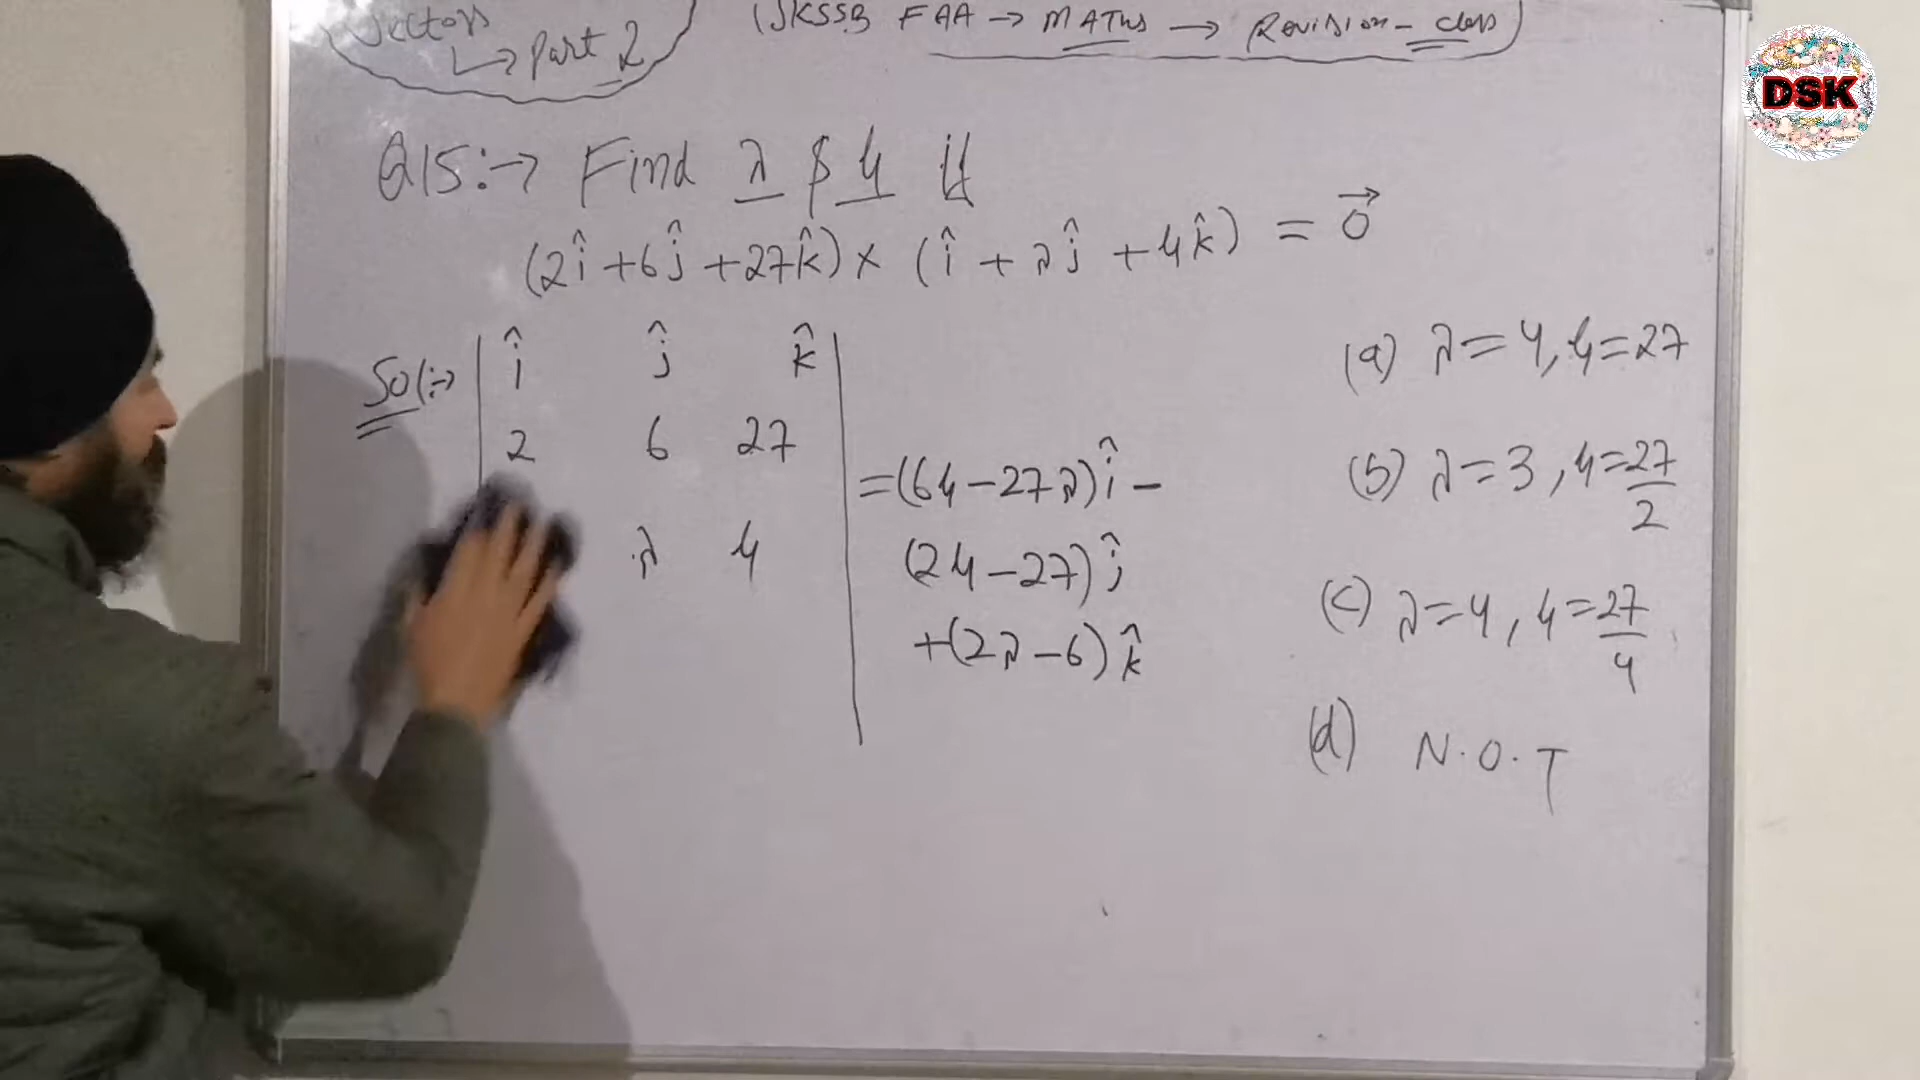 Vectors
↳ Part 2
(JKSSB FAA → MATHS → Revision - class)
DSK
Q15:→ Find λ & μ if
(2î + 6ĵ + 27k̂) × (î + λĵ + μk̂) = 0⃗
Sol:→ | î ĵ k̂ |
2 6 27
λ μ
= (6μ - 27λ)î -
(2μ - 27)ĵ
+ (2λ - 6)k̂
(a) λ = 4, μ = 27
(b) λ = 3, μ = 27/2
(c) λ = 4, μ = 27/4
(d) N.O.T